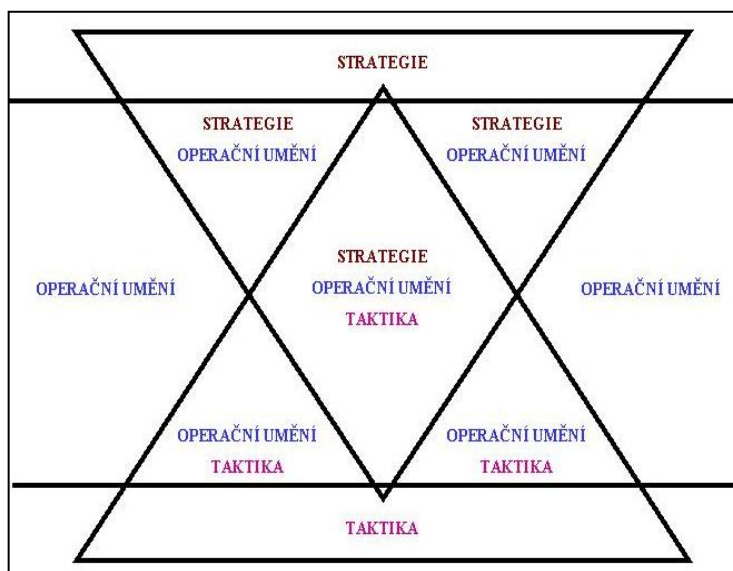 STRATEGIE
STRATEGIE
OPERAČNÍ UMĚNÍ
STRATEGIE
OPERAČNÍ UMĚNÍ
OPERAČNÍ UMĚNÍ
STRATEGIE
OPERAČNÍ UMĚNÍ
TAKTIKA
OPERAČNÍ UMĚNÍ
OPERAČNÍ UMĚNÍ
TAKTIKA
OPERAČNÍ UMĚNÍ
TAKTIKA
TAKTIKA